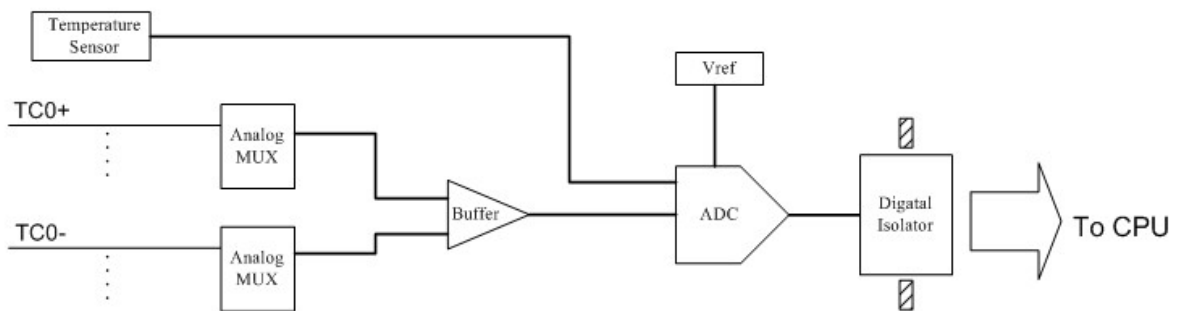 Temperature
Sensor
Vref
TC0+
Analog
MUX
Buffer
ADC
Digatal
Isolator
To CPU
TC0-
Analog
MUX